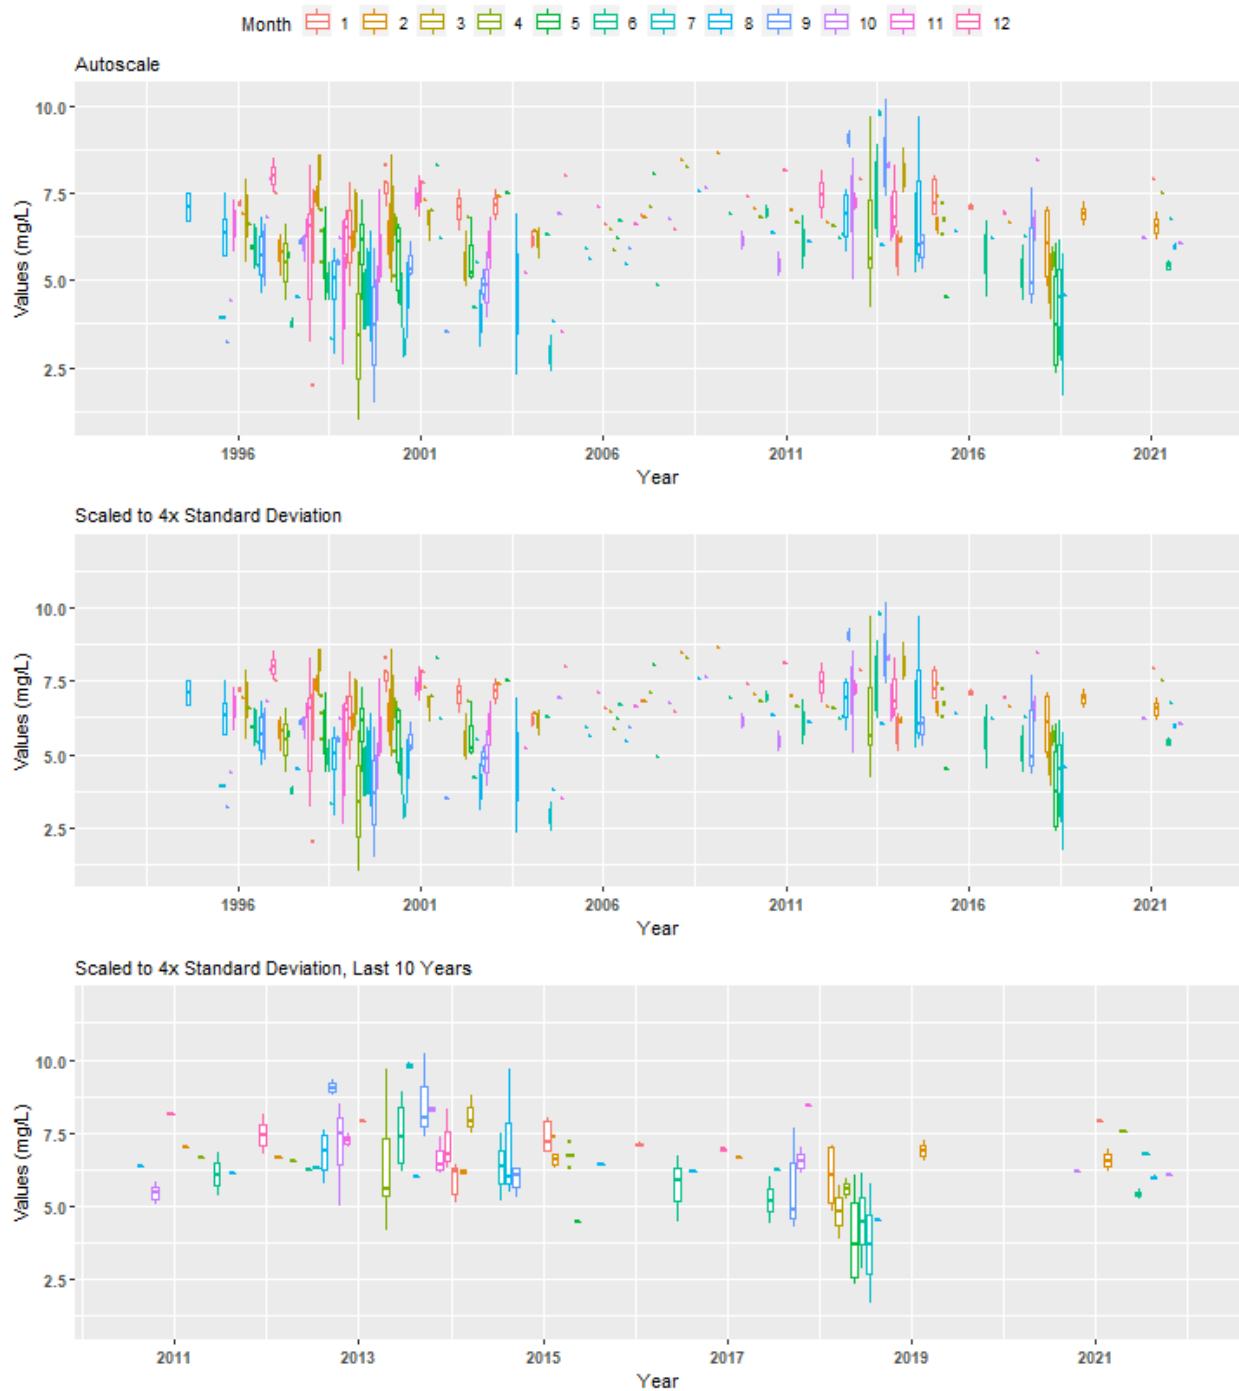 Month 1 2 3 4 5 6 7 8 9 10 11 12
Autoscale
10.0
7.5
5.0
2.5
Values (mg/L)
1996 2001 2006 2011 2016 2021
Year
Scaled to 4x Standard Deviation
10.0
7.5
5.0
2.5
Values (mg/L)
1996 2001 2006 2011 2016 2021
Year
Scaled to 4x Standard Deviation, Last 10 Years
10.0
7.5
5.0
2.5
Values (mg/L)
2011 2013 2015 2017 2019 2021
Year